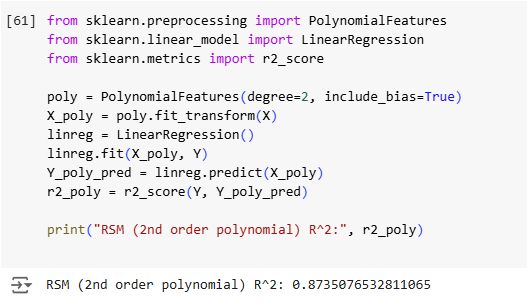 [61] from sklearn.preprocessing import PolynomialFeatures
from sklearn.linear_model import LinearRegression
from sklearn.metrics import r2_score
poly = PolynomialFeatures(degree=2, include_bias=True)
X_poly = poly.fit_transform(X)
linreg = LinearRegression()
linreg.fit(X_poly, Y)
Y_poly_pred = linreg.predict(X_poly)
r2_poly = r2_score(Y, Y_poly_pred)
print("RSM (2nd order polynomial) R^2:", r2_poly)
RSM (2nd order polynomial) R^2: 0.8735076532811065